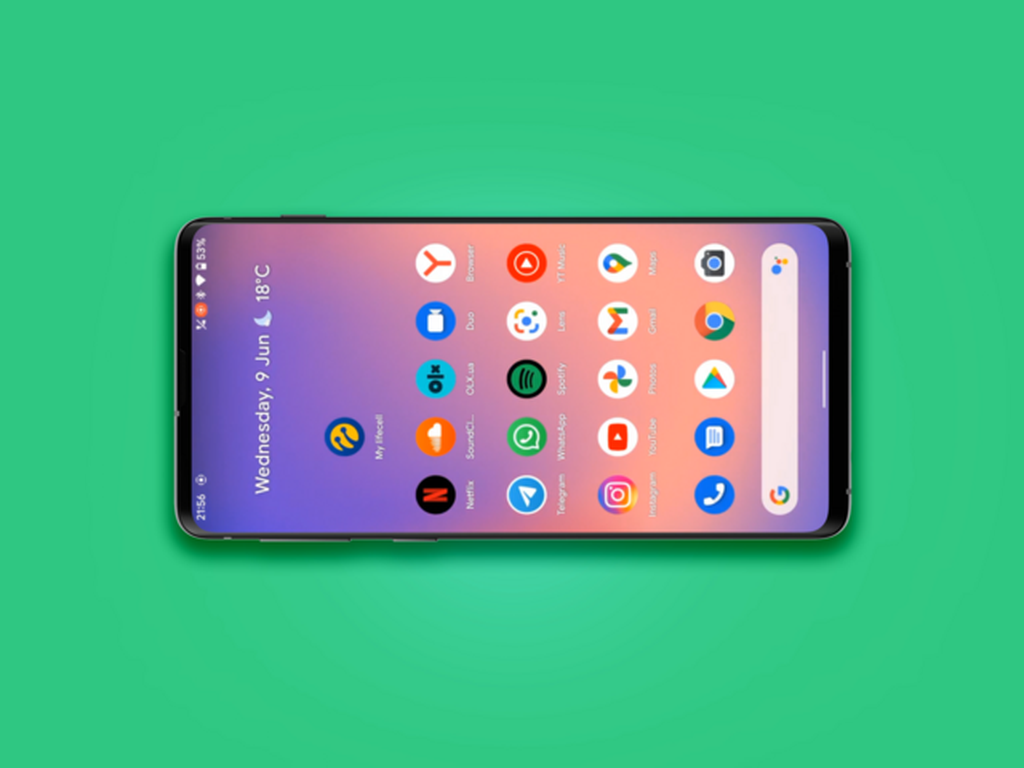 21:56 53%
Wednesday, 9 Jun 18°C
My lifecell
Netflix SoundCl... OLX.ua Duo Browser
Telegram WhatsApp Spotify Lens YT Music
Instagram YouTube Photos Gmail Maps